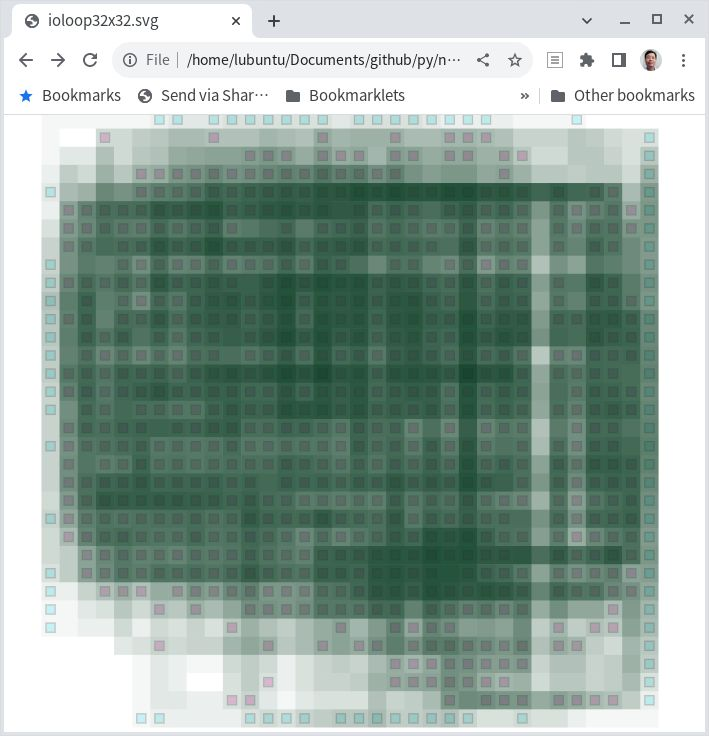 ioloop32x32.svg
File /home/lubuntu/Documents/github/py/n…
Bookmarks Send via Shar… Bookmarklets » Other bookmarks